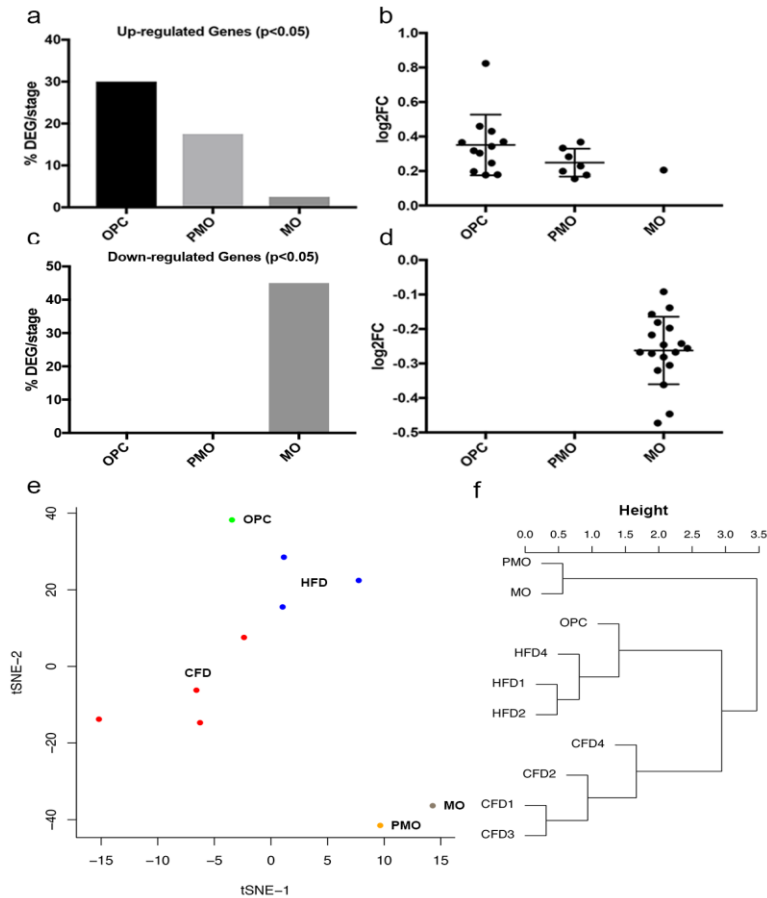 a
Up-regulated Genes (p<0.05)
% DEG/stage
40
30
20
10
0
OPC
PMO
MO
b
log2FC
1.0
0.8
0.6
0.4
0.2
0.0
OPC
PMO
MO
c
Down-regulated Genes (p<0.05)
% DEG/stage
50
40
30
20
10
0
OPC
PMO
MO
d
log2FC
0.0
-0.1
-0.2
-0.3
-0.4
-0.5
OPC
PMO
MO
e
tSNE−2
40
20
0
−20
−40
OPC
HFD
CFD
MO
PMO
−15
−10
−5
0
5
10
15
tSNE−1
f
Height
0.0
0.5
1.0
1.5
2.0
2.5
3.0
3.5
PMO
MO
OPC
HFD4
HFD1
HFD2
CFD4
CFD2
CFD1
CFD3